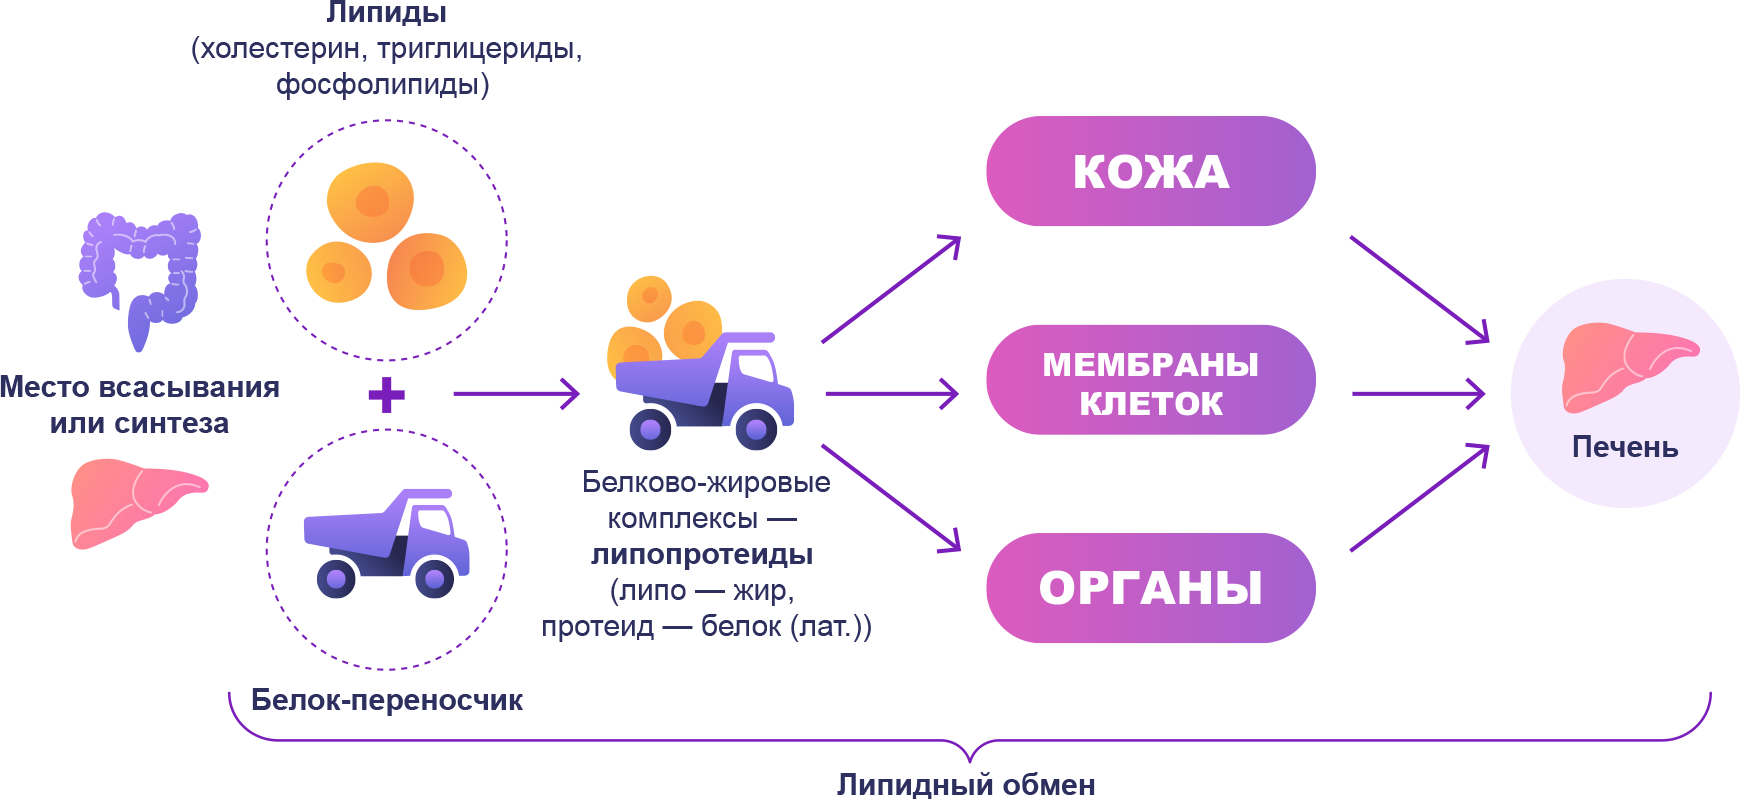 Липиды
(холестерин, триглицериды,
фосфолипиды)
Место всасывания
или синтеза
Белок-переносчик
Белково-жировые
комплексы —
липопротеиды
(липо — жир,
протеид — белок (лат.))
КОЖА
МЕМБРАНЫ
КЛЕТОК
ОРГАНЫ
Печень
Липидный обмен